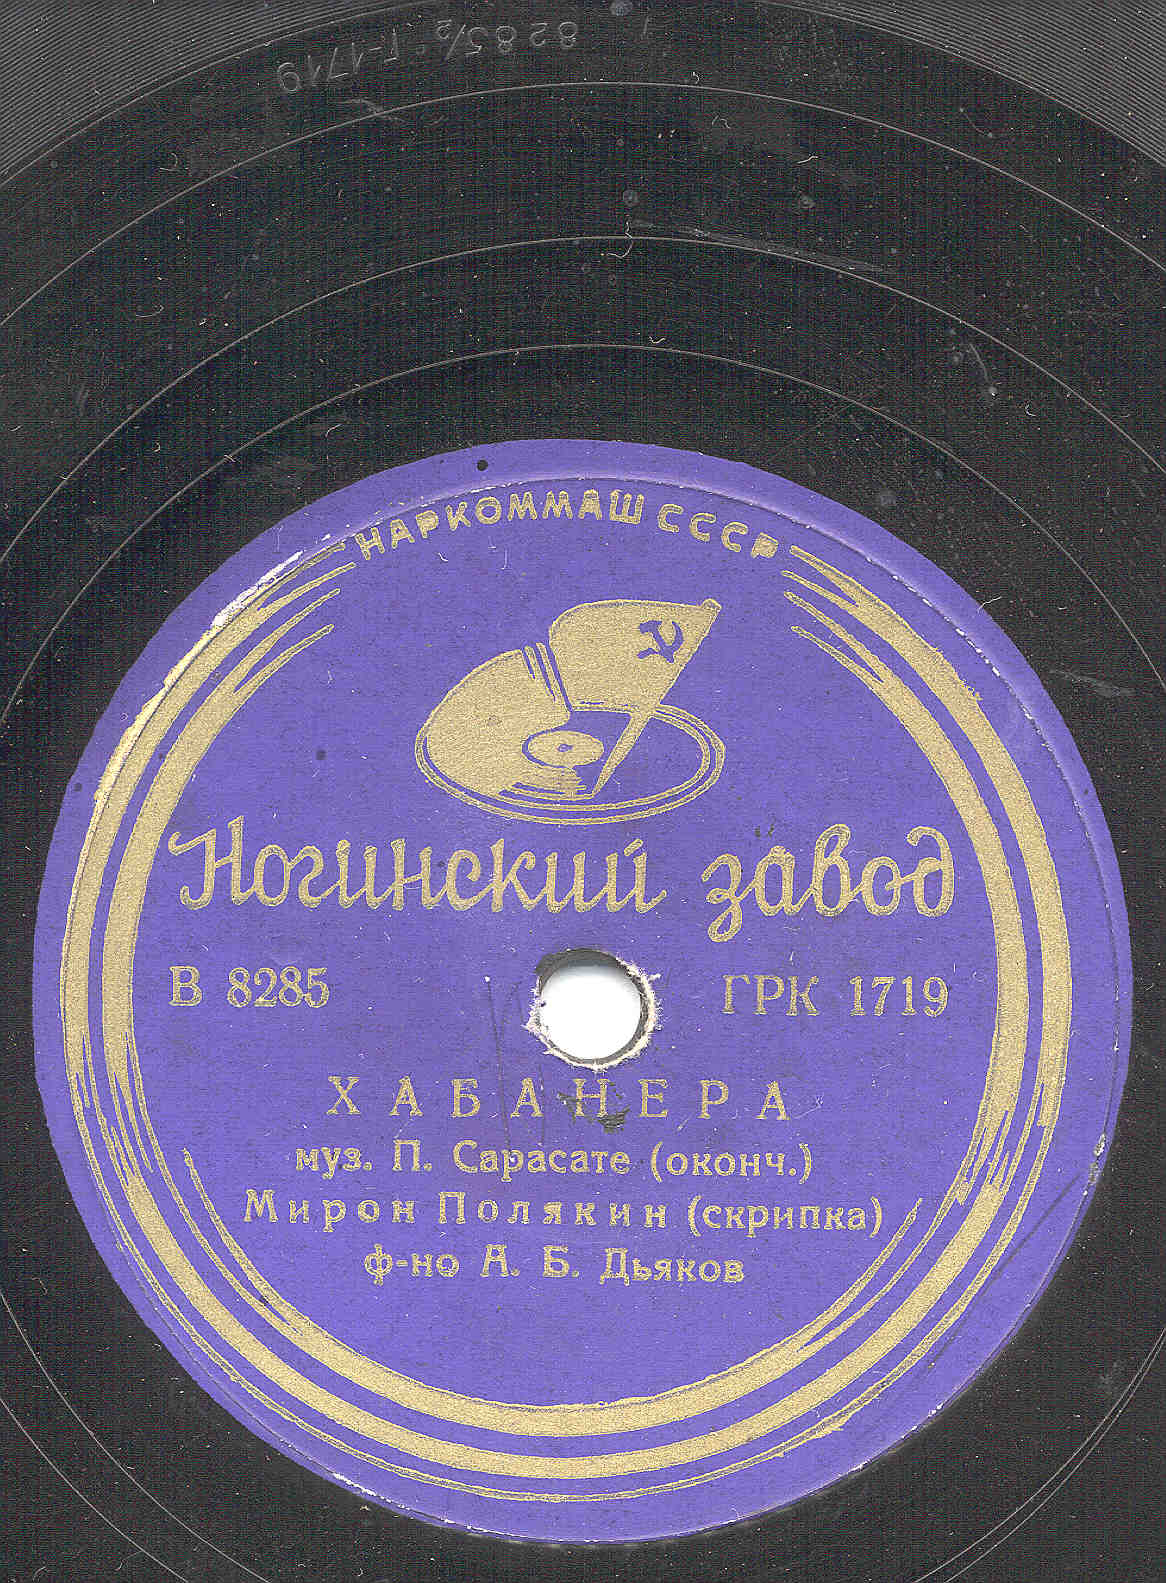 8285/2 Г-1719
НАРКОММАШ СССР
Ногинский завод
В 8285 ГРК 1719
ХАБАНЕРА
муз. П. Сарасате (оконч.)
Мирон Полякин (скрипка)
ф-но А. Б. Дьяков